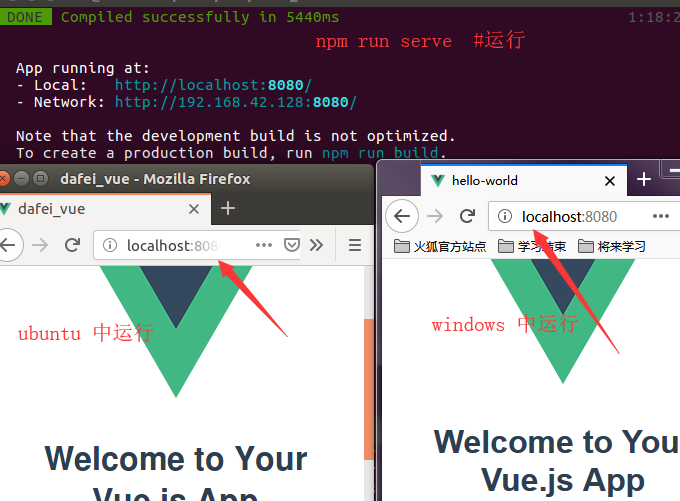 DONE Compiled successfully in 5440ms 1:18:2
npm run serve #运行
App running at:
- Local: http://localhost:8080/
- Network: http://192.168.42.128:8080/
Note that the development build is not optimized.
To create a production build, run npm run build.
dafei_vue - Mozilla Firefox
dafei_vue
localhost:808
ubuntu 中运行
Welcome to Your
Vue.js App
hello-world
localhost:8080
火狐官方站点 学习结束 将来学习
windows 中运行
Welcome to You
Vue.js App